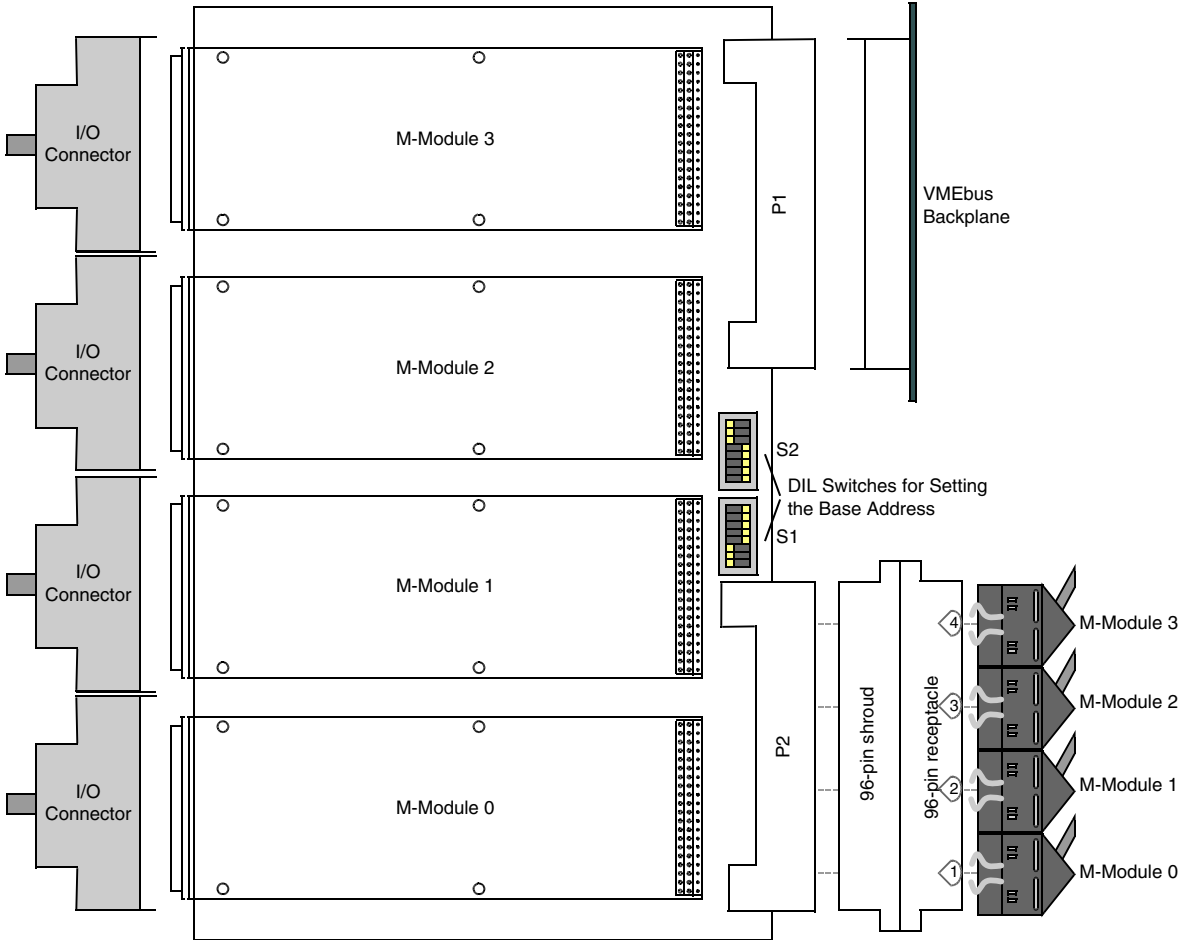 I/O
Connector
M-Module 3
P1
VMEbus
Backplane
I/O
Connector
M-Module 2
S2
DIL Switches for Setting
the Base Address
S1
I/O
Connector
M-Module 1
4
M-Module 3
3
M-Module 2
P2
96-pin shroud
96-pin receptacle
2
M-Module 1
I/O
Connector
M-Module 0
1
M-Module 0